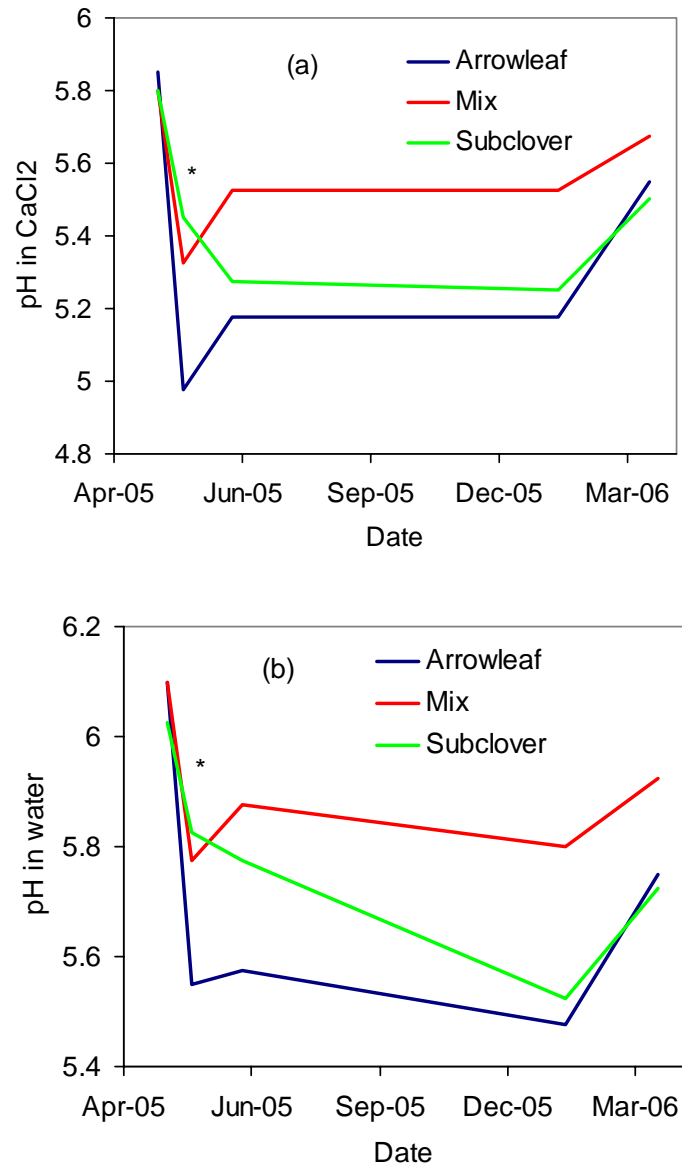 6
(a)
Arrowleaf
Mix
Subclover
5.8
5.6
*
5.4
5.2
5
4.8
pH in CaCl2
Apr-05 Jun-05 Sep-05 Dec-05 Mar-06
Date
6.2
(b)
Arrowleaf
Mix
Subclover
6
*
5.8
5.6
5.4
pH in water
Apr-05 Jun-05 Sep-05 Dec-05 Mar-06
Date